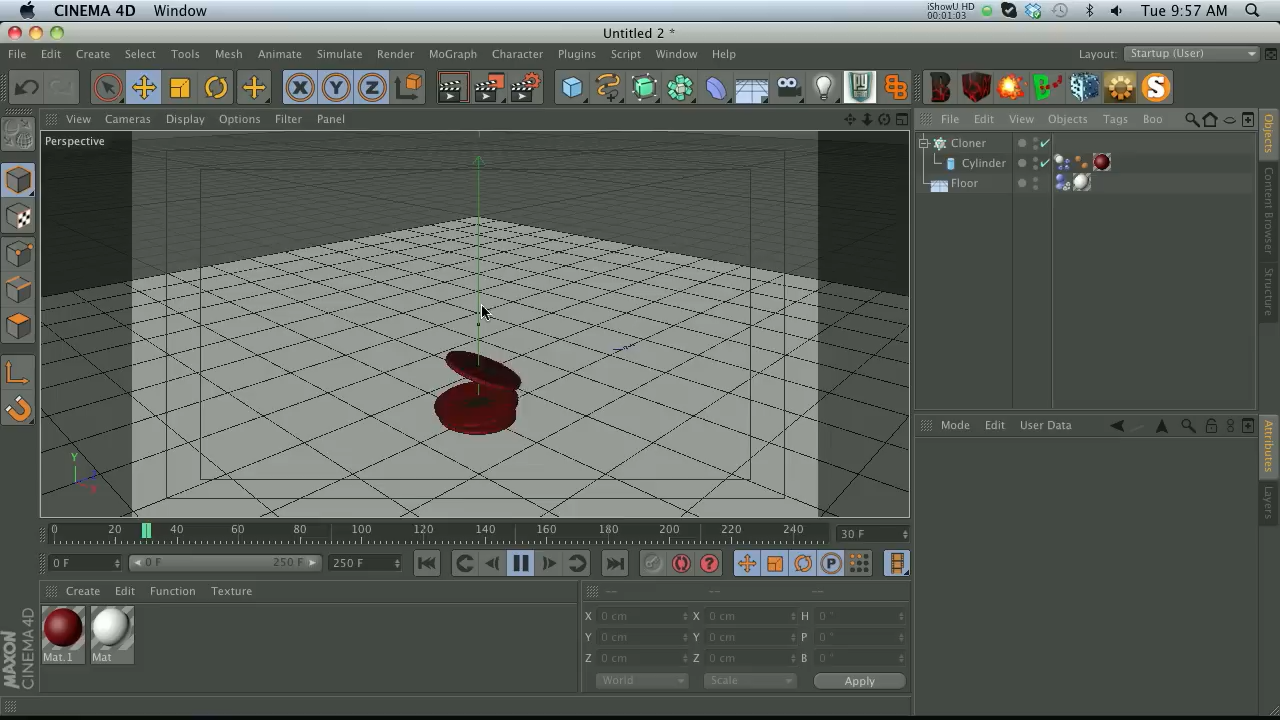 CINEMA 4D Window
iShowU HD
00:01:03
Tue 9:57 AM
Untitled 2 *
File Edit Create Select Tools Mesh Animate Simulate Render MoGraph Character Plugins Script Window Help
Layout: Startup (User)
View Cameras Display Options Filter Panel
File Edit View Objects Tags Boo
Perspective
Cloner
Cylinder
Floor
Objects
Content Browser
Structure
Mode Edit User Data
Attributes
Layers
Y
0 20 40 60 80 100 120 140 160 180 200 220 240
30 F
0 F
0 F
250 F
250 F
Create Edit Function Texture
-- -- --
X 0 cm X 0 cm H 0 °
Y 0 cm Y 0 cm P 0 °
Z 0 cm Z 0 cm B 0 °
World Scale Apply
Mat.1 Mat
MAXON
CINEMA 4D